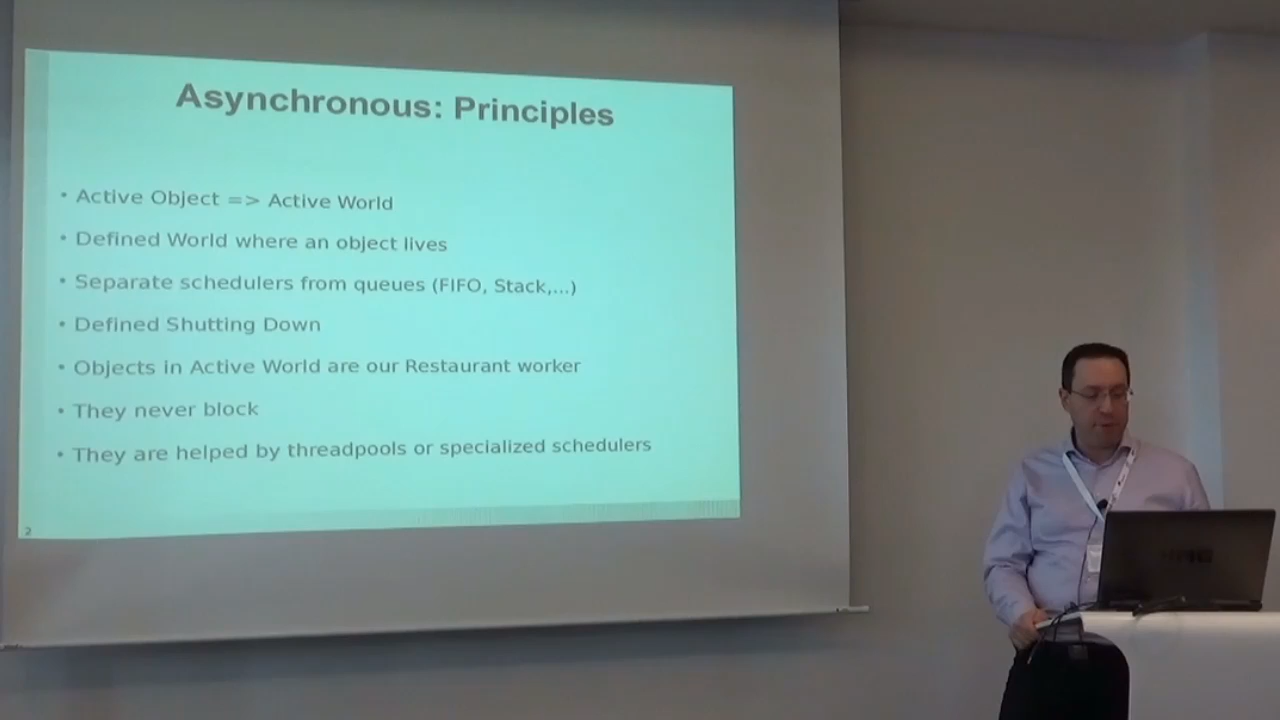 Asynchronous: Principles
• Active Object => Active World
• Defined World where an object lives
• Separate schedulers from queues (FIFO, Stack,...)
• Defined Shutting Down
• Objects in Active World are our Restaurant worker
• They never block
• They are helped by threadpools or specialized schedulers
2